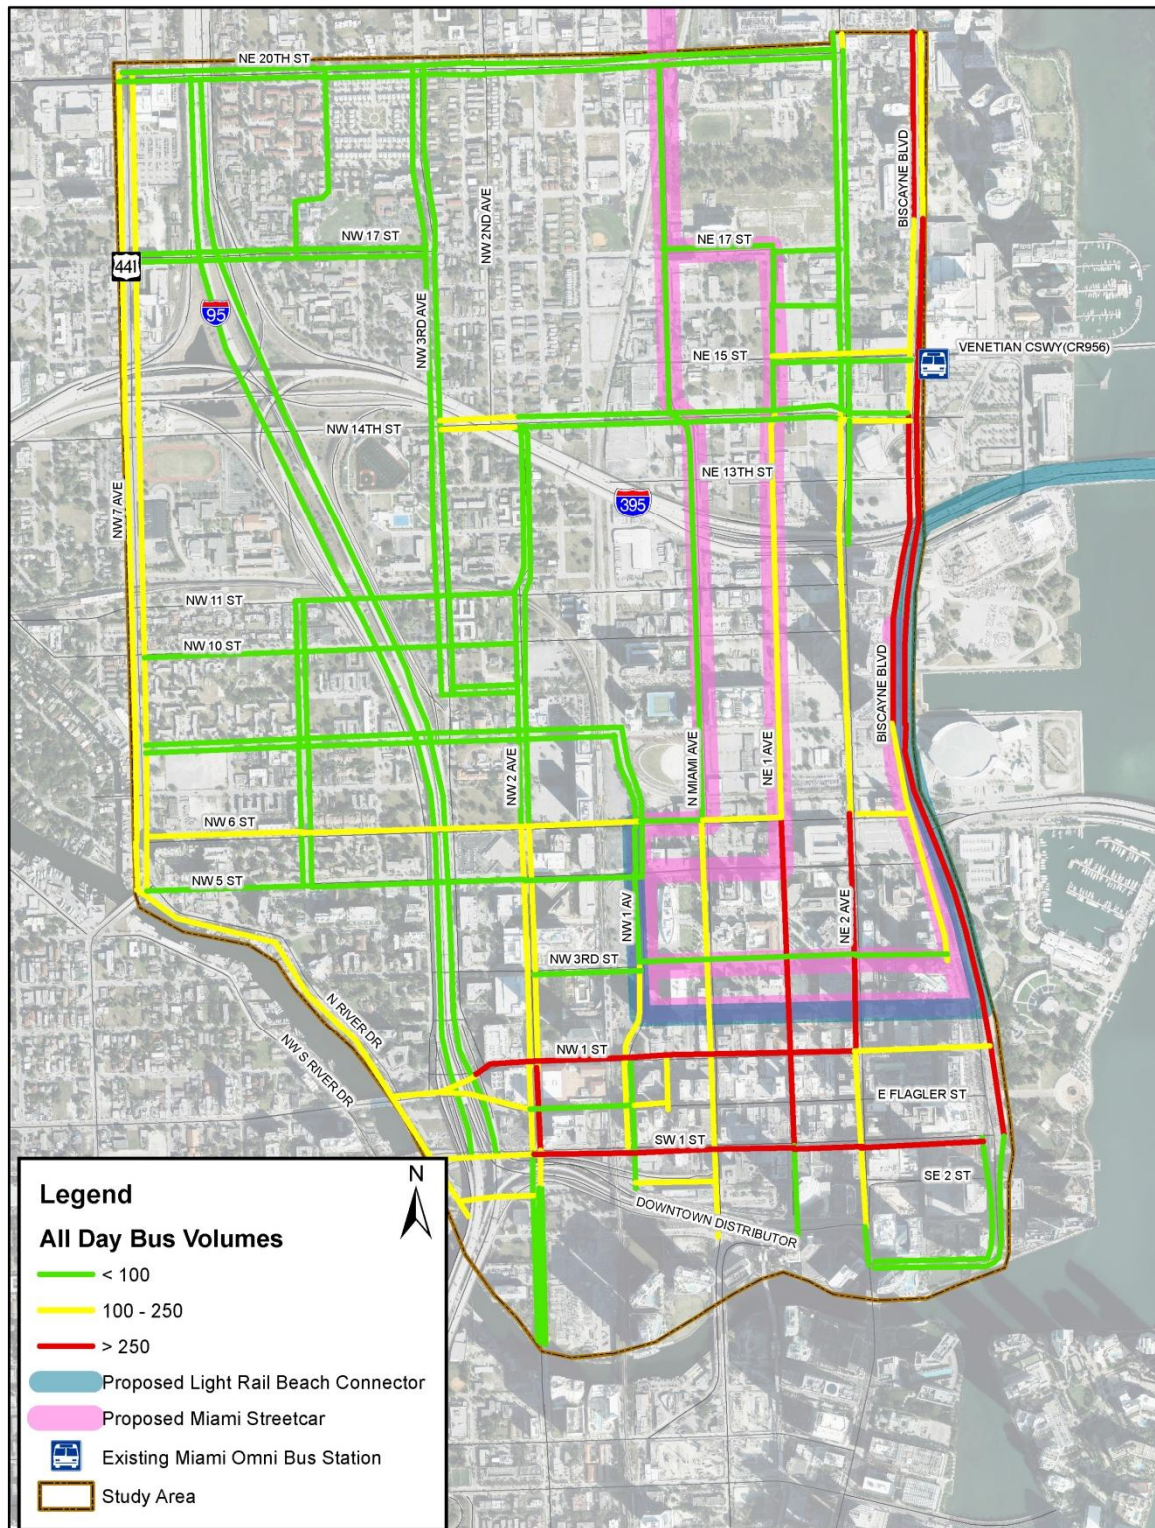 NE 20TH ST
BISCAYNE BLVD
NW 2ND AVE
NW 17 ST
NE 17 ST
441
95
NW 3RD AVE
NE 15 ST
VENETIAN CSWY(CR956)
NW 14TH ST
NE 13TH ST
395
NW 7 AVE
NW 11 ST
NW 10 ST
BISCAYNE BLVD
NW 2 AVE
N MIAMI AVE
NE 1 AVE
NW 6 ST
NW 5 ST
NW 1 AV
NE 2 AVE
NW 3RD ST
N RIVER DR
NW S RIVER DR
NW 1 ST
E FLAGLER ST
SW 1 ST
SE 2 ST
DOWNTOWN DISTRIBUTOR
N
Legend
All Day Bus Volumes
< 100
100 - 250
> 250
Proposed Light Rail Beach Connector
Proposed Miami Streetcar
Existing Miami Omni Bus Station
Study Area